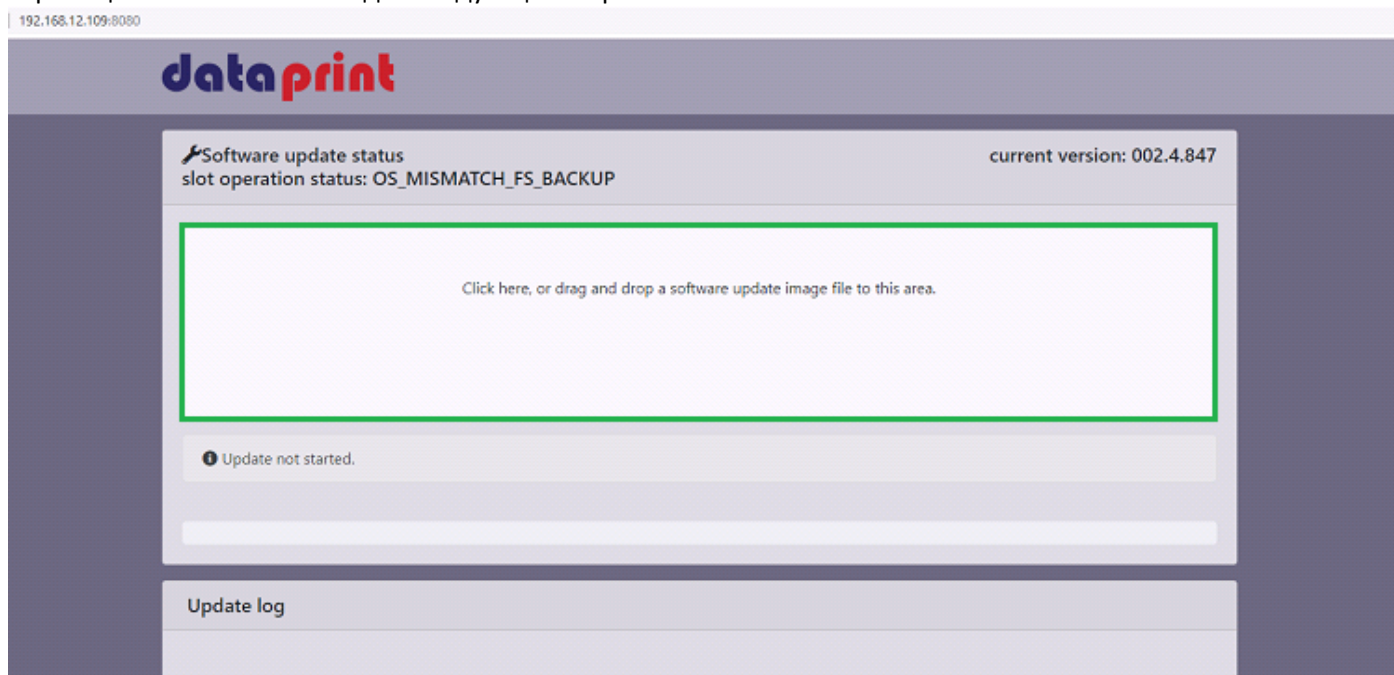 192.168.12.109:8080
dataprint
Software update status
current version: 002.4.847
slot operation status: OS_MISMATCH_FS_BACKUP
Click here, or drag and drop a software update image file to this area.
Update not started.
Update log